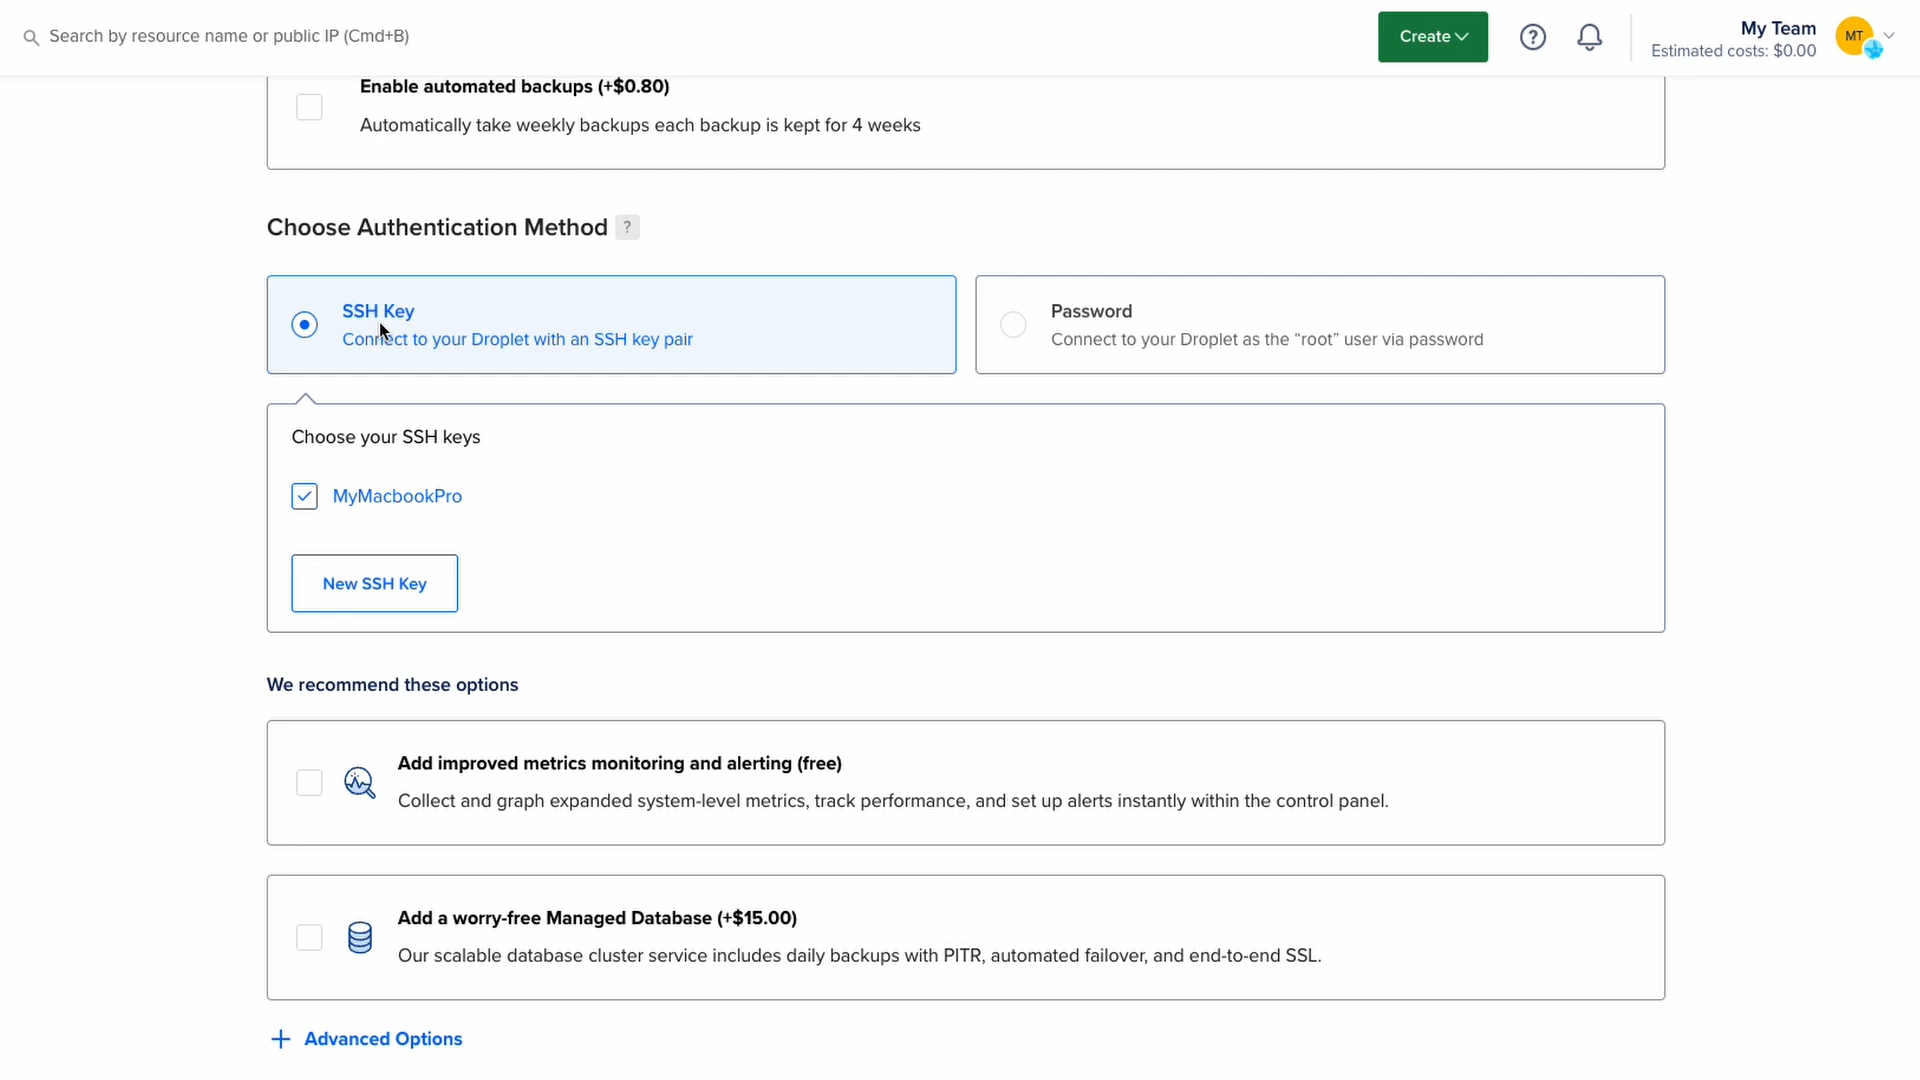 Search by resource name or public IP (Cmd+B)
Create
My Team
Estimated costs: $0.00
MT
Enable automated backups (+$0.80)
Automatically take weekly backups each backup is kept for 4 weeks
Choose Authentication Method ?
SSH Key
Connect to your Droplet with an SSH key pair
Password
Connect to your Droplet as the “root” user via password
Choose your SSH keys
MyMacbookPro
New SSH Key
We recommend these options
Add improved metrics monitoring and alerting (free)
Collect and graph expanded system-level metrics, track performance, and set up alerts instantly within the control panel.
Add a worry-free Managed Database (+$15.00)
Our scalable database cluster service includes daily backups with PITR, automated failover, and end-to-end SSL.
Advanced Options